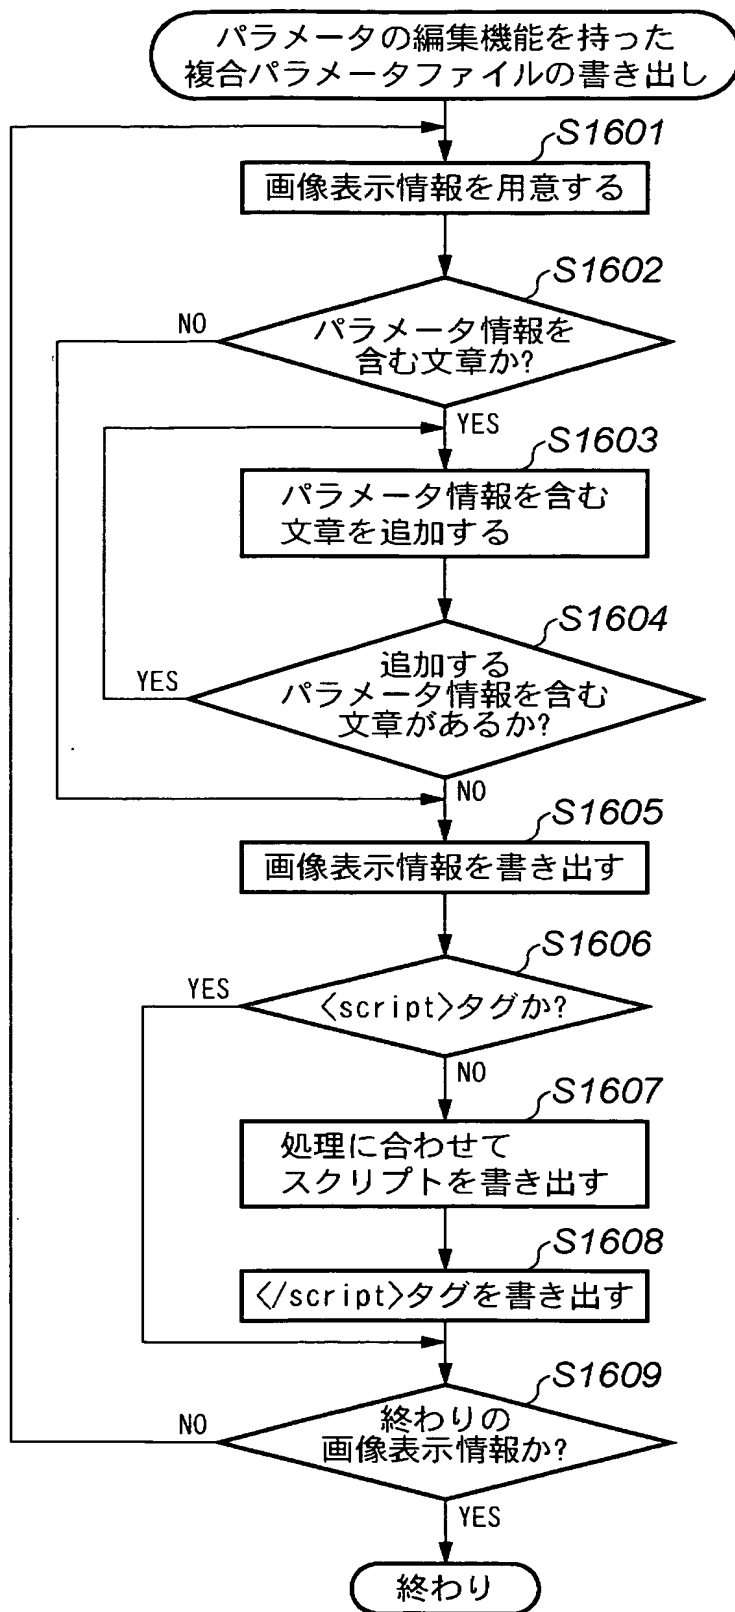 パラメータの編集機能を持った
複合パラメータファイルの書き出し
S1601
画像表示情報を用意する
S1602
NO
パラメータ情報を
含む文章か?
YES
S1603
パラメータ情報を含む
文章を追加する
S1604
YES
追加する
パラメータ情報を含む
文章があるか?
NO
S1605
画像表示情報を書き出す
S1606
YES
<script>タグか?
NO
S1607
処理に合わせて
スクリプトを書き出す
S1608
</script>タグを書き出す
S1609
NO
終わりの
画像表示情報か?
YES
終わり